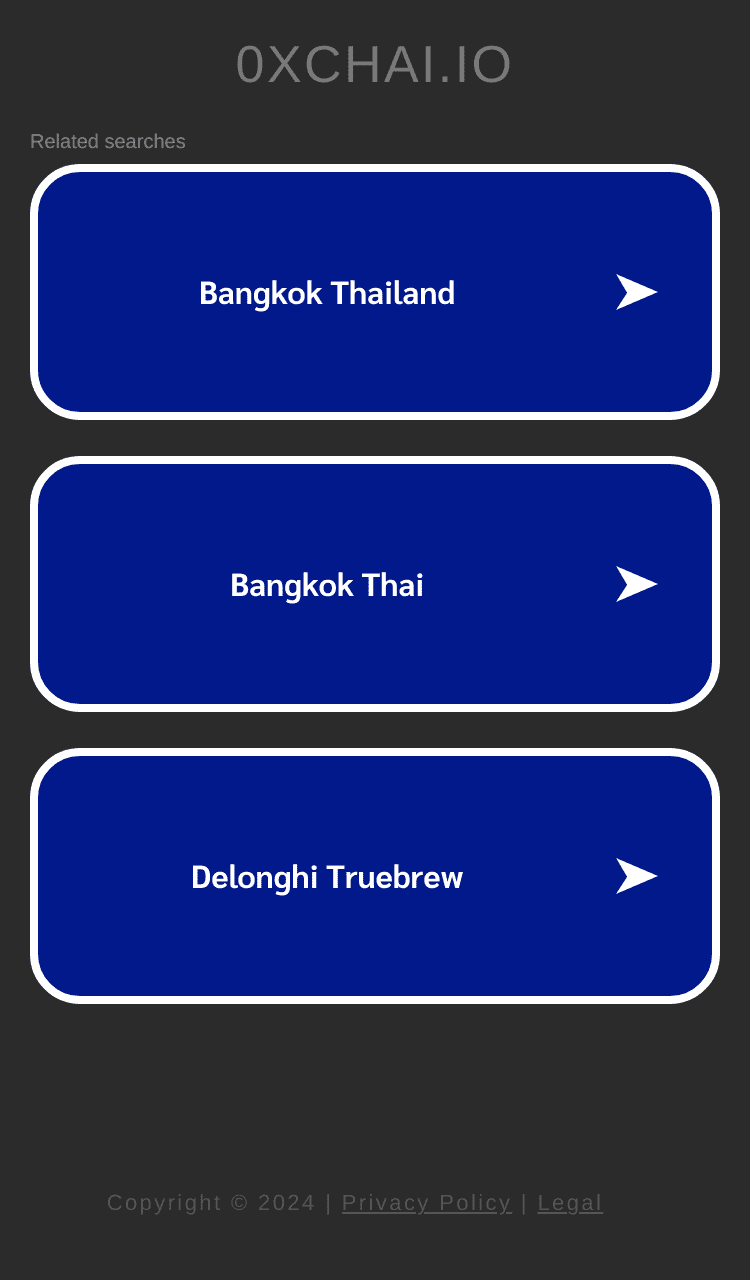 0XCHAI.IO
Related searches
Bangkok Thailand
Bangkok Thai
Delonghi Truebrew
Copyright © 2024 | Privacy Policy | Legal